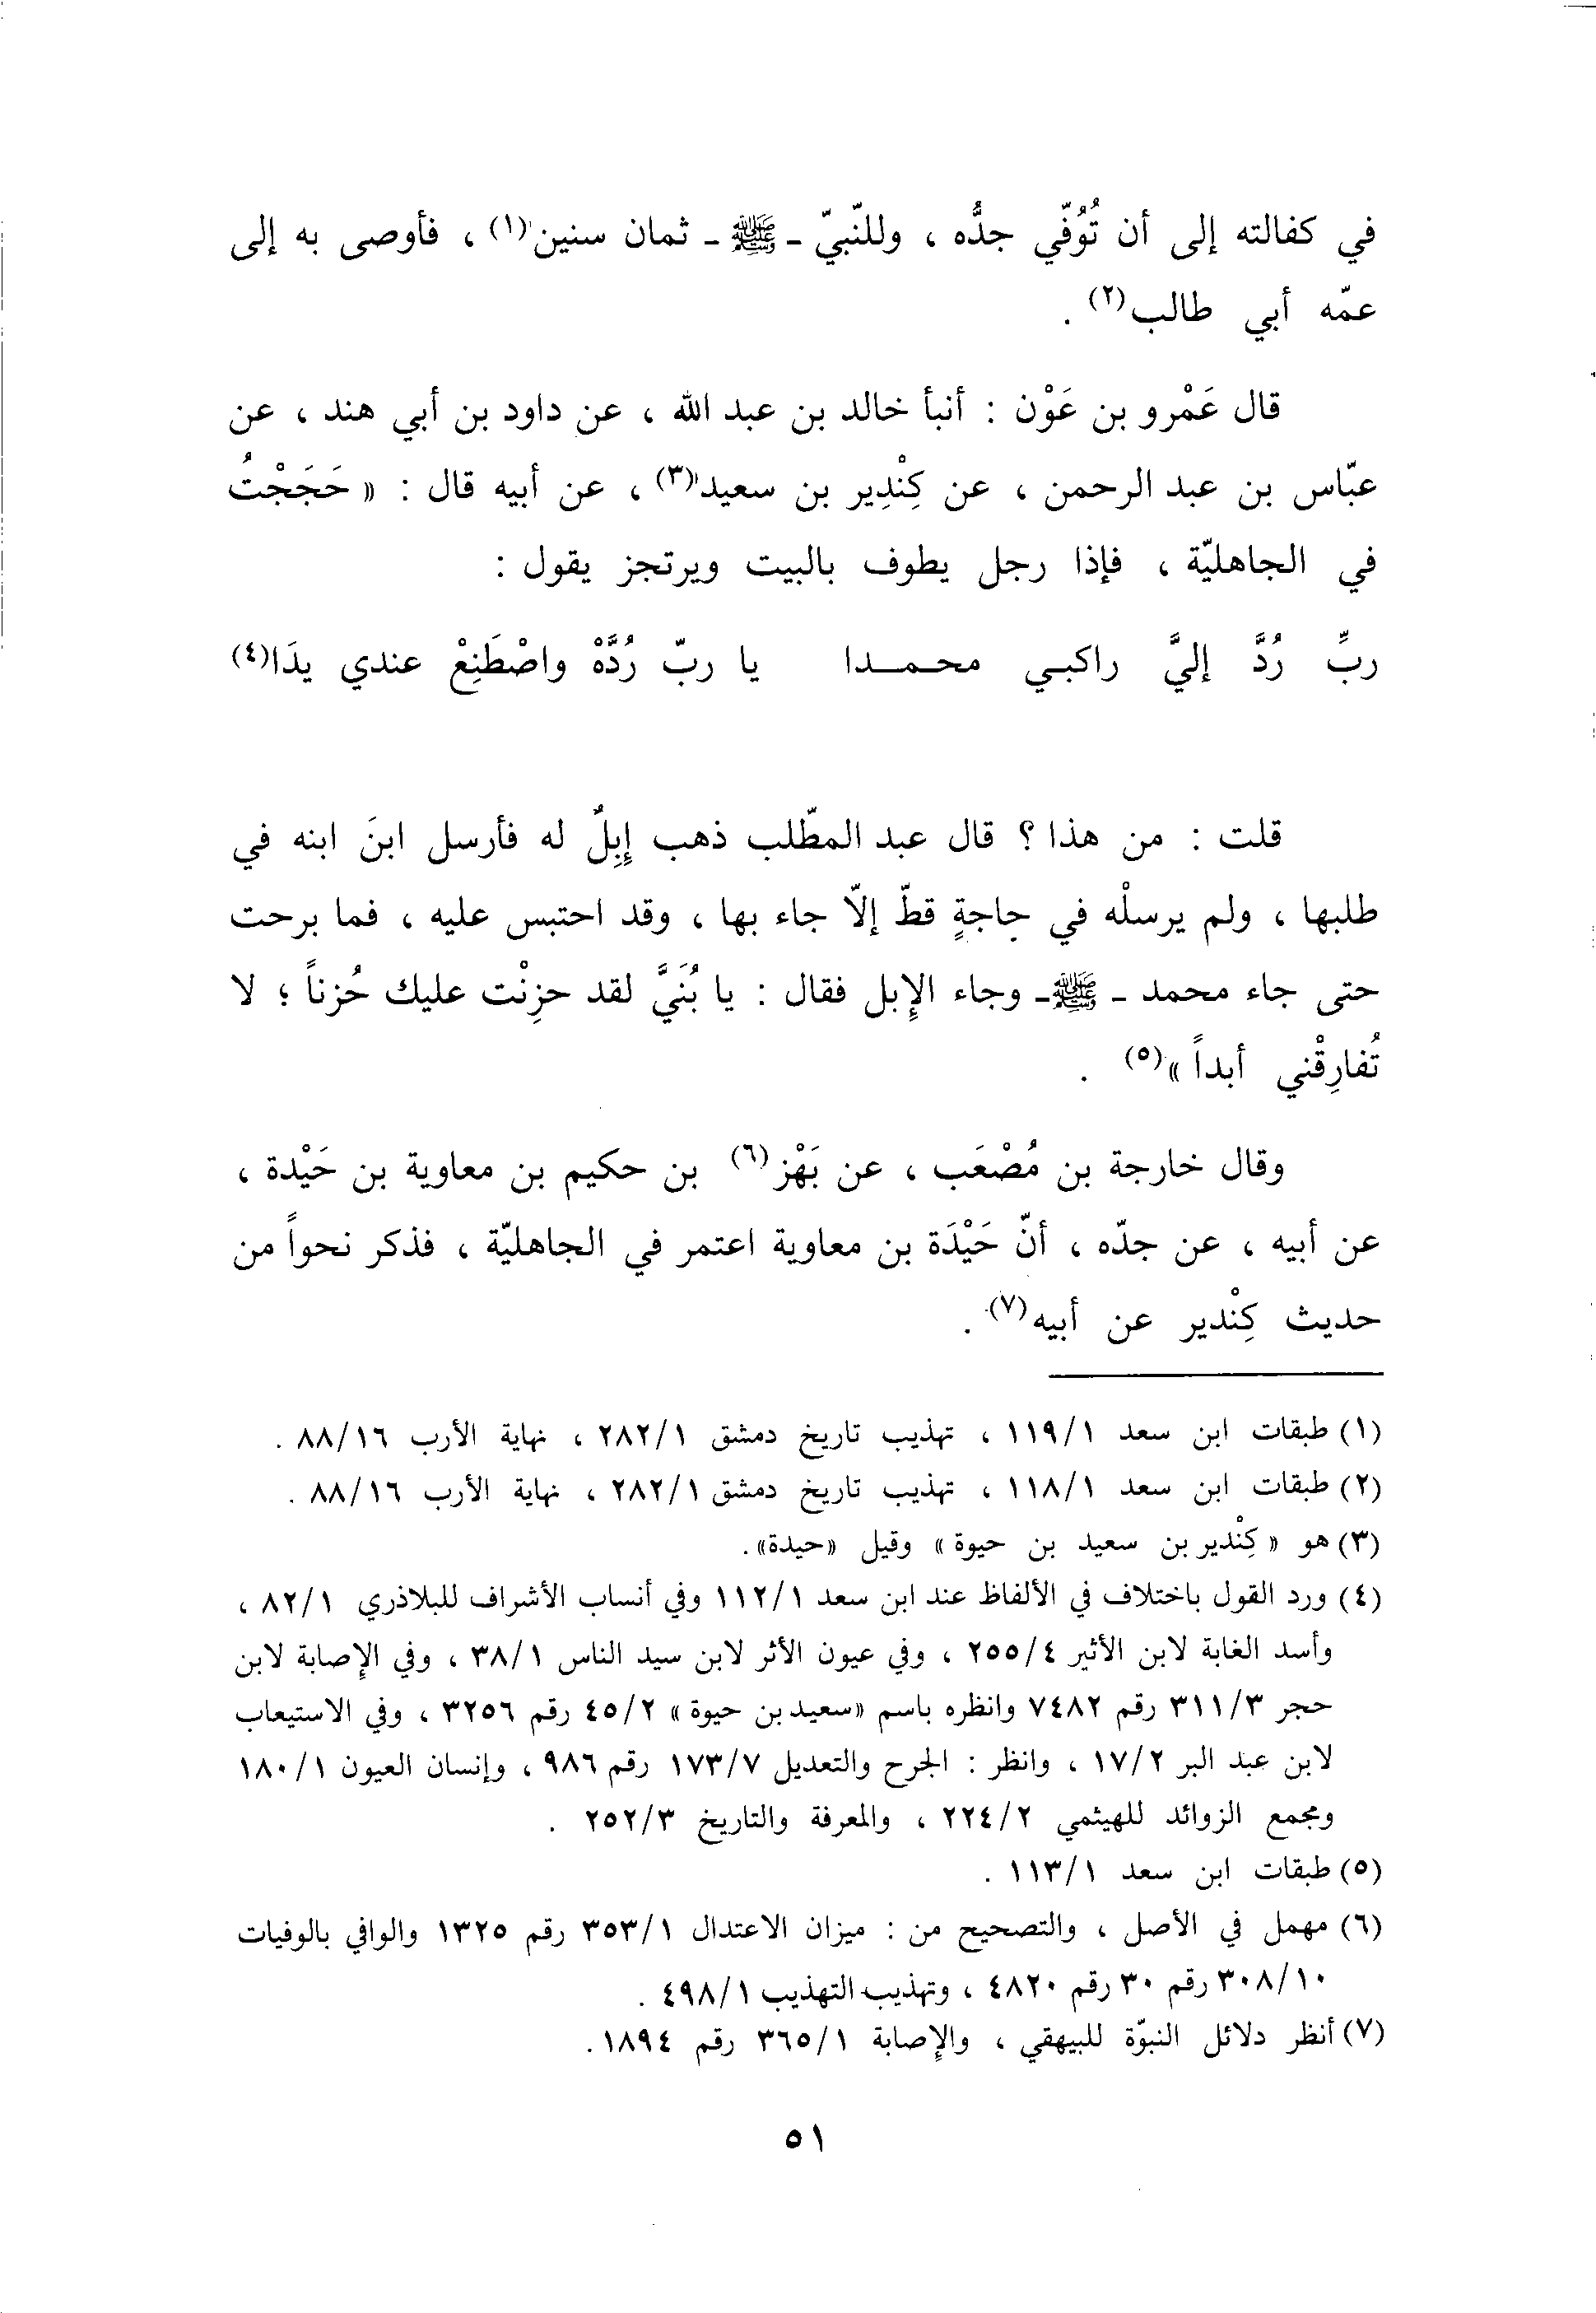 في كفالته إلى أن تُوُفّي جدُّه ، وللنّبيّ ـ ﷺ ـ ثمان سنين(١) ، فأوصى به إلى
عمّه أبي طالب(٢) .
قال عَمْرو بن عَوْن : أنبأ خالد بن عبد الله ، عن داود بن أبي هند ، عن
عبّاس بن عبد الرحمن ، عن كِنْدِير بن سعيد(٣) ، عن أبيه قال : « حَجَجْتُ
في الجاهليّة ، فإذا رجل يطوف بالبيت ويرتجز يقول :
ربِّ رُدَّ إليَّ راكبـي محمــدا يا ربّ رُدَّهْ واصْطَنِعْ عندي يدَا(٤)
قلت : من هذا ؟ قال عبد المطّلب ذهب إِبِلٌ له فأرسل ابنَ ابنه في
طلبها ، ولم يرسلْه في حاجةٍ قطّ إلّا جاء بها ، وقد احتبس عليه ، فما برحت
حتى جاء محمد ـ ﷺ ـ وجاء الإبل فقال : يا بُنَيَّ لقد حزِنْت عليك حُزناً ؛ لا
تُفارِقْني أبداً »(٥) .
وقال خارجة بن مُصْعَب ، عن بَهْز(٦) بن حكيم بن معاوية بن حَيْدة ،
عن أبيه ، عن جدّه ، أنّ حَيْدَة بن معاوية اعتمر في الجاهليّة ، فذكر نحواً من
حديث كِنْدير عن أبيه(٧) .
(١) طبقات ابن سعد ١١٩/١ ، تهذيب تاريخ دمشق ٢٨٢/١ ، نهاية الأرب ٨٨/١٦ .
(٢) طبقات ابن سعد ١١٨/١ ، تهذيب تاريخ دمشق ٢٨٢/١ ، نهاية الأرب ٨٨/١٦ .
(٣) هو « كِنْدير بن سعيد بن حيوة » وقيل «حيدة» .
(٤) ورد القول باختلاف في الألفاظ عند ابن سعد ١١٢/١ وفي أنساب الأشراف للبلاذري ٨٢/١ ،
وأسد الغابة لابن الأثير ٢٥٥/٤ ، وفي عيون الأثر لابن سيد الناس ٣٨/١ ، وفي الإصابة لابن
حجر ٣١١/٣ رقم ٧٤٨٢ وانظره باسم «سعيد بن حيوة » ٤٥/٢ رقم ٣٢٥٦ ، وفي الاستيعاب
لابن عبد البر ١٧/٢ ، وانظر : الجرح والتعديل ١٧٣/٧ رقم ٩٨٦ ، وإنسان العيون ١٨٠/١
ومجمع الزوائد للهيثمي ٢٢٤/٢ ، والمعرفة والتاريخ ٢٥٢/٣ .
(٥) طبقات ابن سعد ١١٣/١ .
(٦) مهمل في الأصل ، والتصحيح من : ميزان الاعتدال ٣٥٣/١ رقم ١٣٢٥ والوافي بالوفيات
٣٠٨/١٠ رقم ٣٠ رقم ٤٨٢٠ ، وتهذيب التهذيب ٤٩٨/١ .
(٧) أنظر دلائل النبوّة للبيهقي ، والإصابة ٣٦٥/١ رقم ١٨٩٤ .
٥١